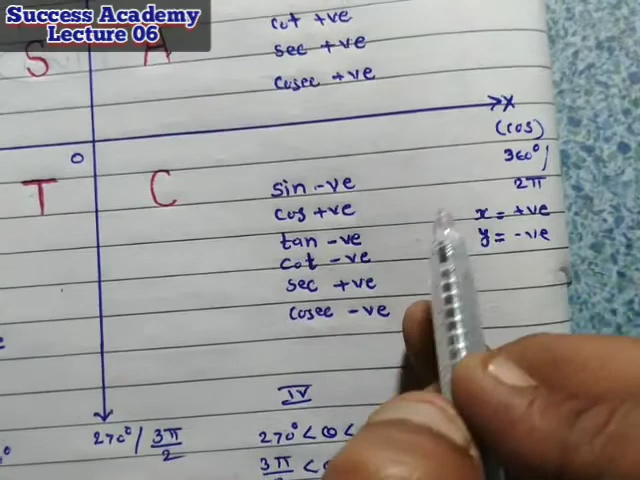 Success Academy
Lecture 06
cot +ve
S A
sec +ve
cosec +ve
X
(cos)
O
360°/
2π
T C
sin -ve
cos +ve
x = +ve
tan -ve
y = -ve
cot -ve
sec +ve
cosec -ve
IV
270° / 3π/2
270° < θ <
3π/2 <